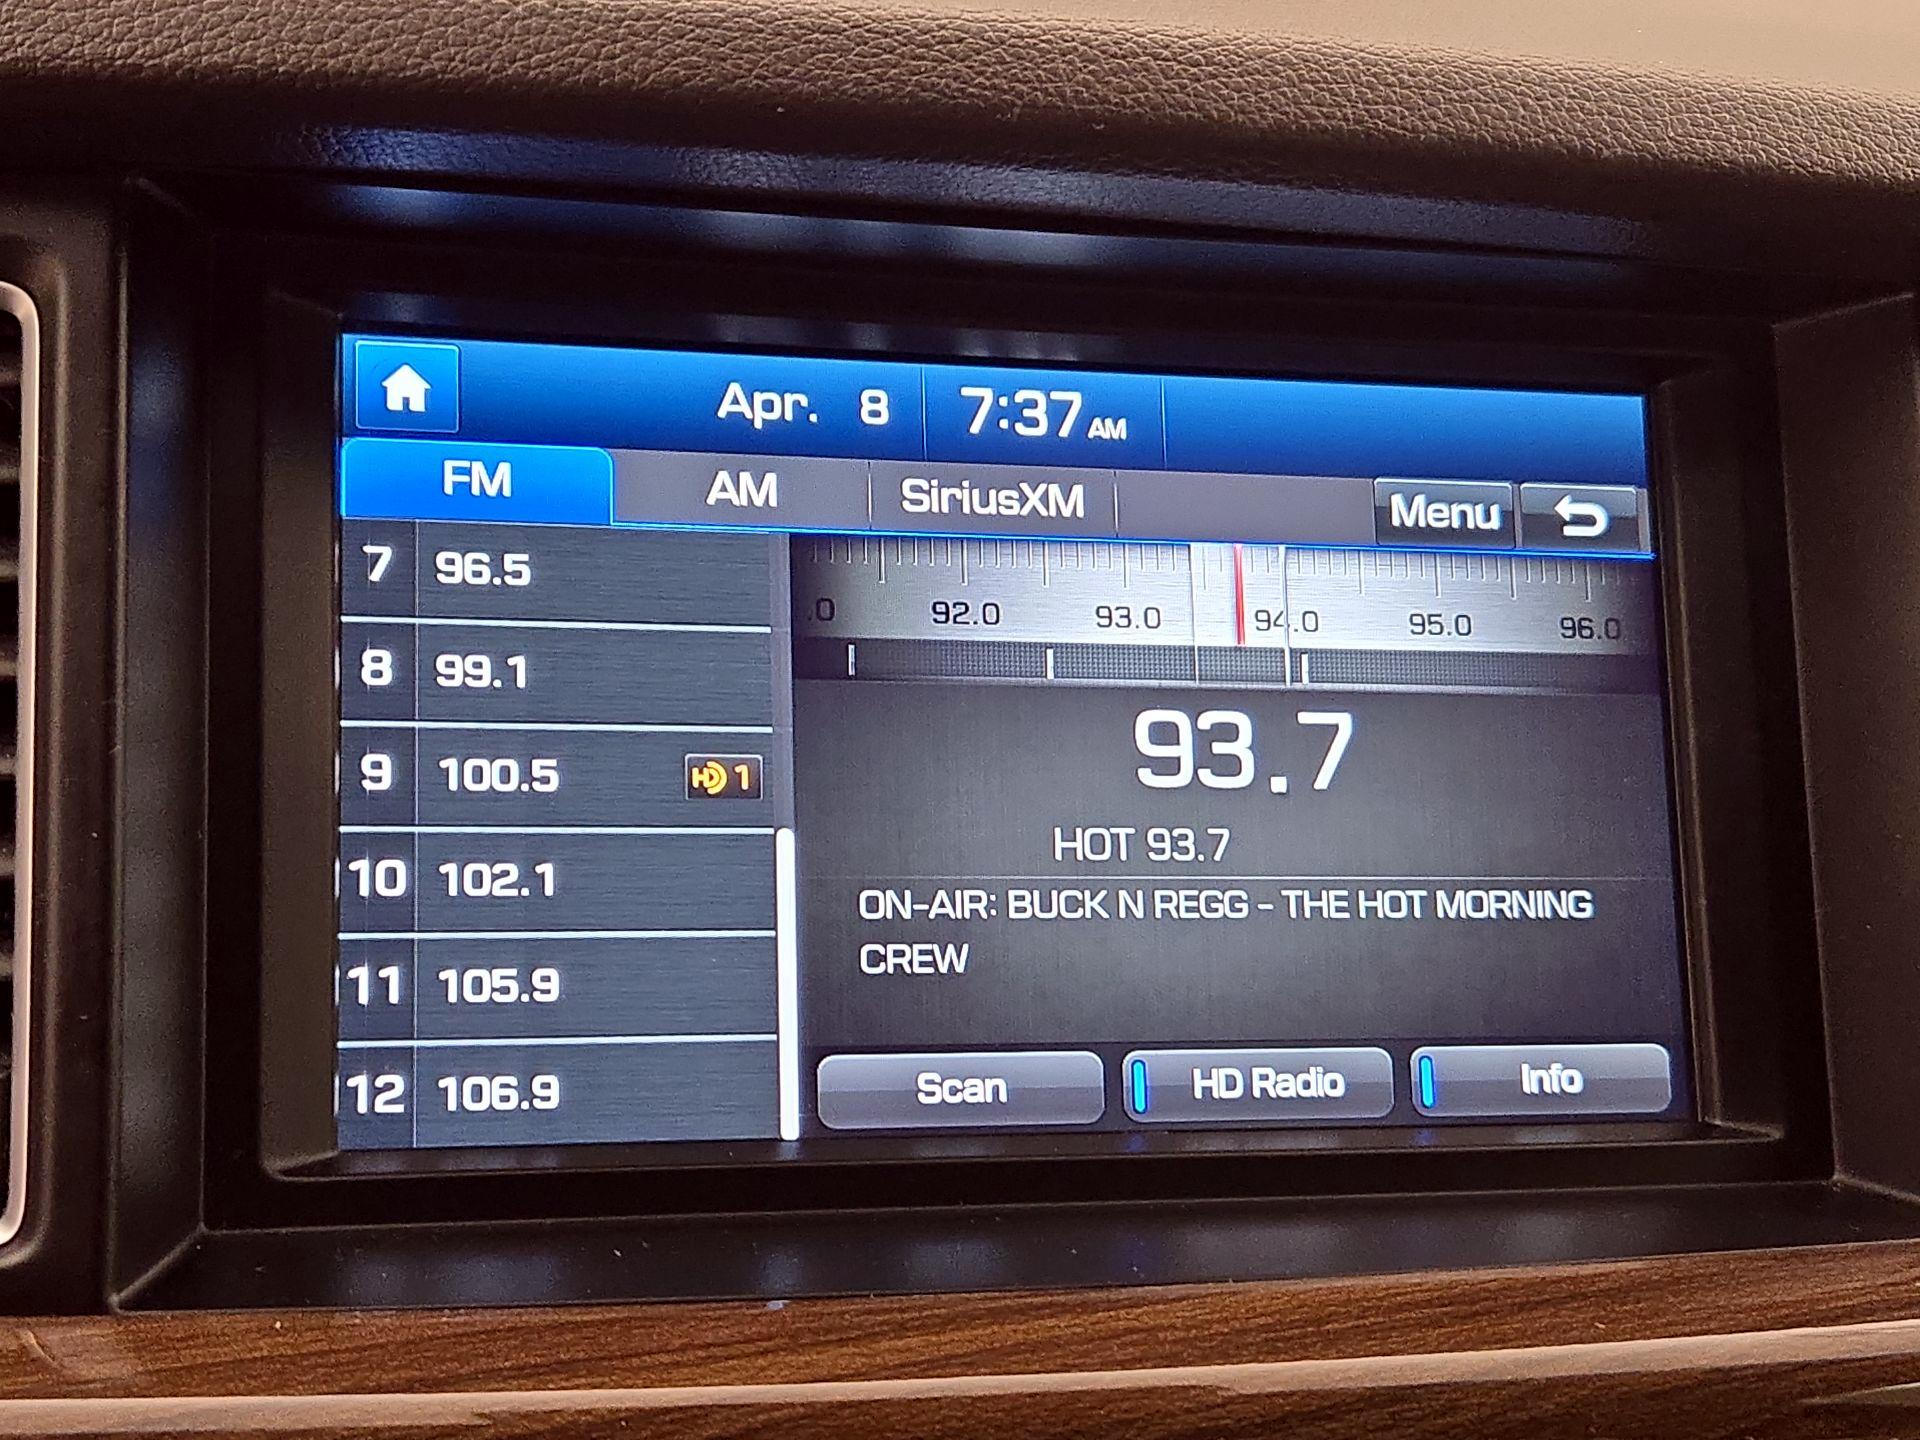 Apr. 8 7:37 AM
FM AM SiriusXM Menu
7 96.5
8 99.1
9 100.5 HD 1
10 102.1
11 105.9
12 106.9
.0 92.0 93.0 94.0 95.0 96.0
93.7
HOT 93.7
ON-AIR: BUCK N REGG - THE HOT MORNING
CREW
Scan HD Radio Info